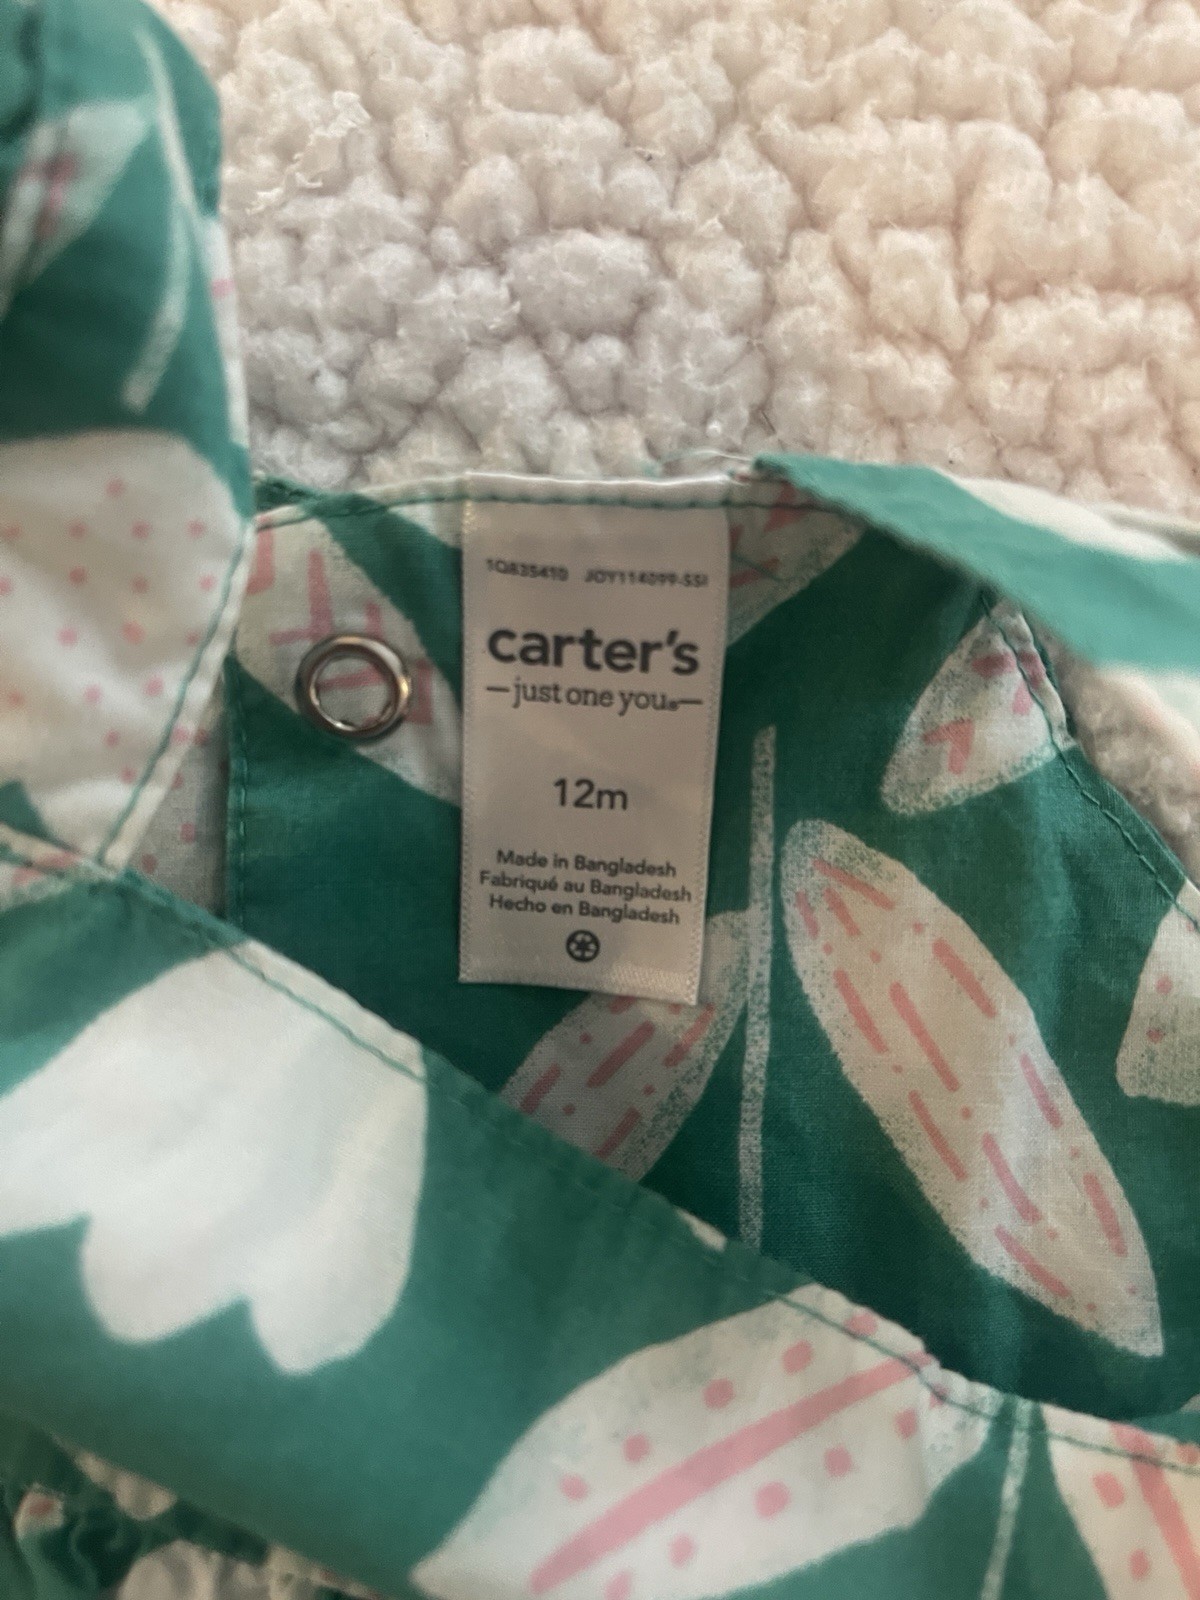 1Q835410 JOY114099-SSI
carter's
just one you®
12m
Made in Bangladesh
Fabriqué au Bangladesh
Hecho en Bangladesh